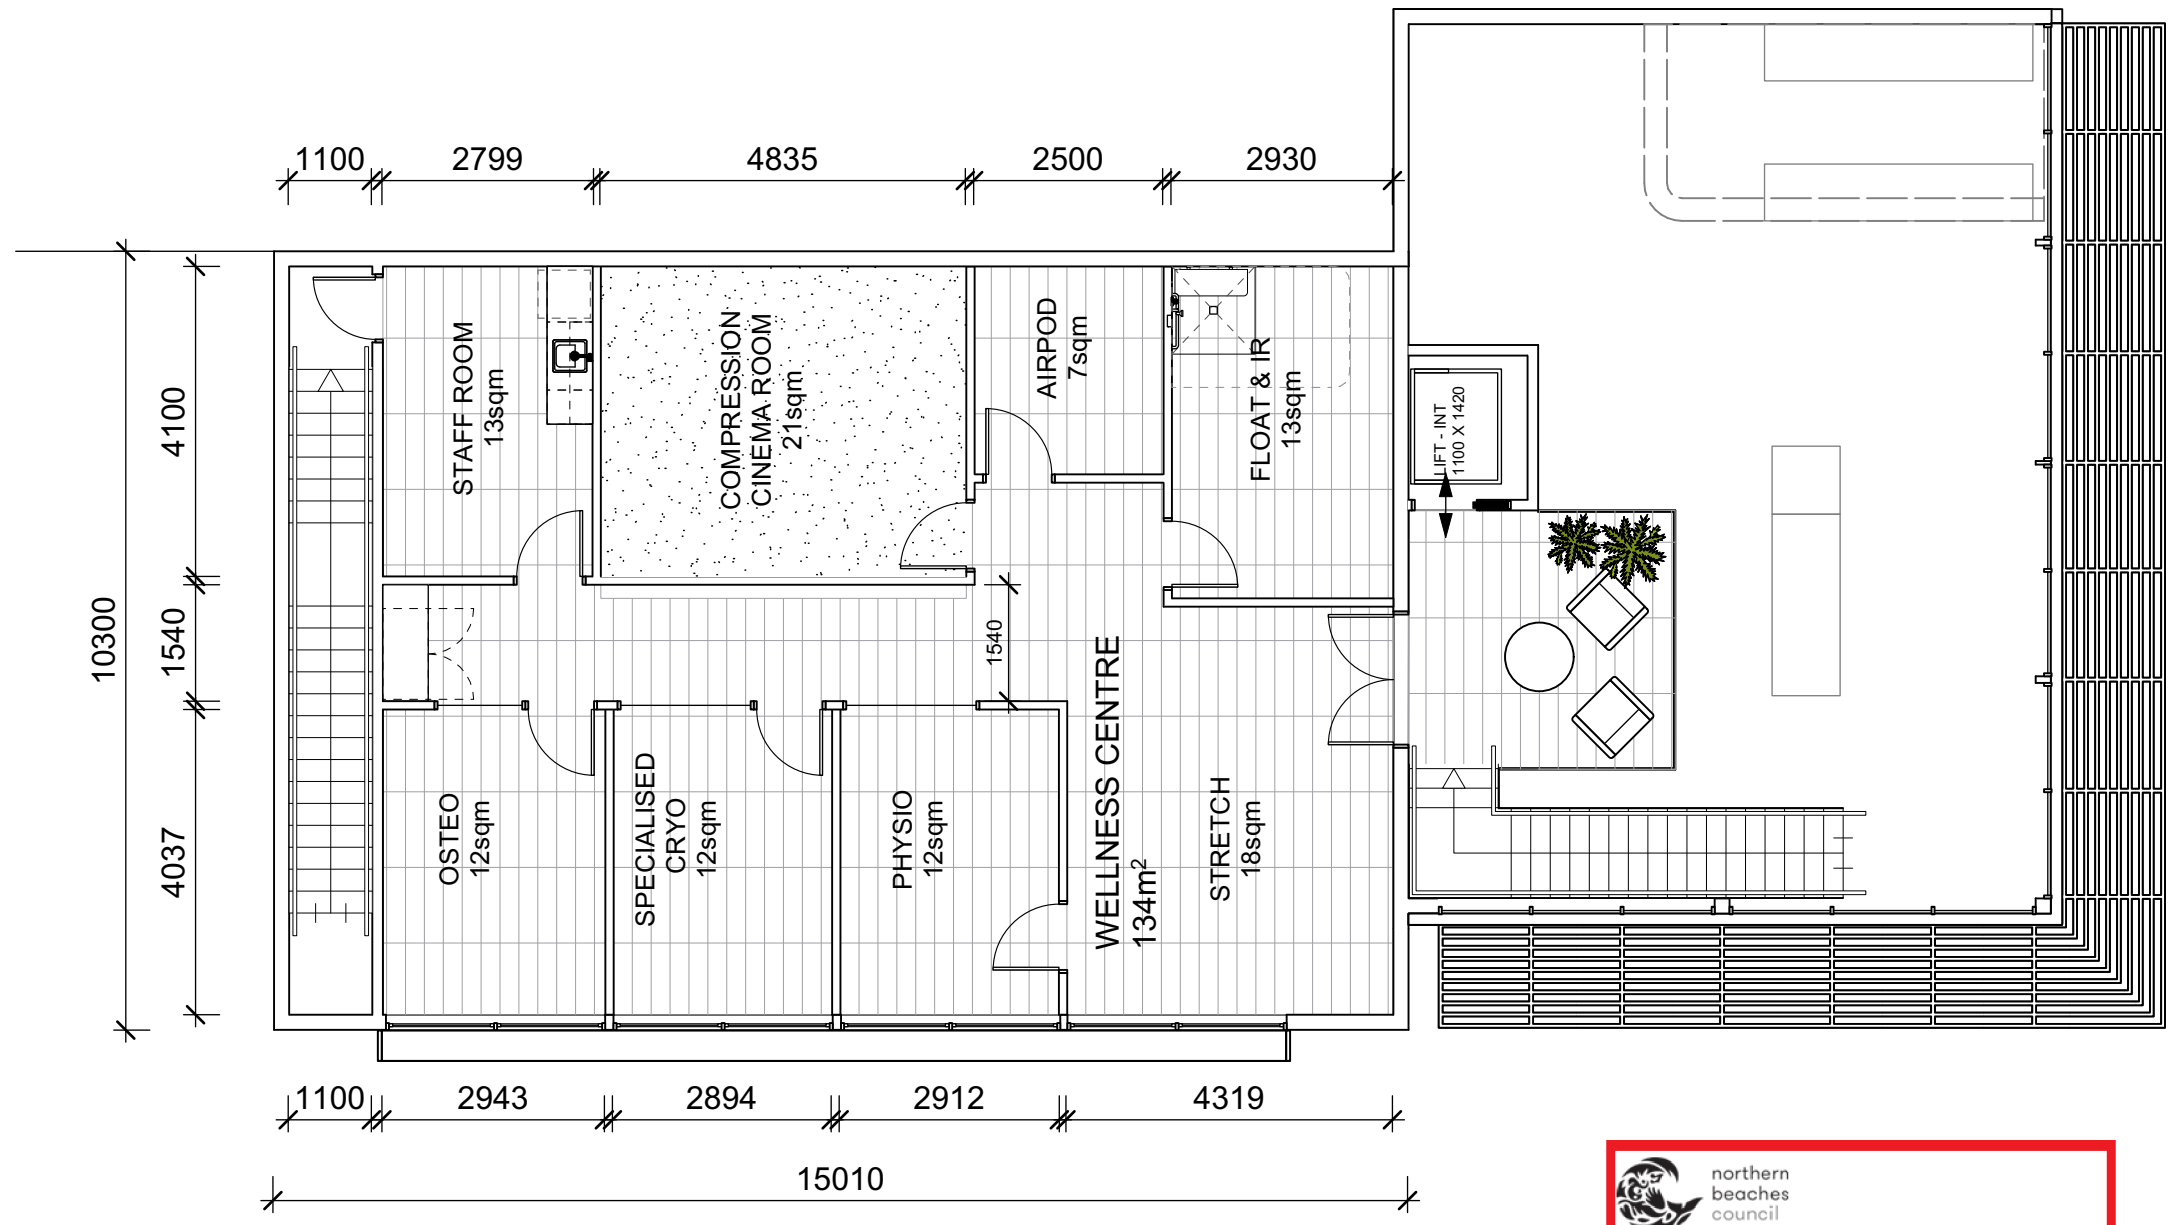 1100
2799
4835
2500
2930
10300
4100
1540
4037
STAFF ROOM
13sqm
COMPRESSION
CINEMA ROOM
21sqm
AIRPOD
7sqm
FLOAT & IR
13sqm
LIFT - INT
1100 X 1420
1540
OSTEO
12sqm
SPECIALISED
CRYO
12sqm
PHYSIO
12sqm
WELLNESS CENTRE
134m²
STRETCH
18sqm
1100
2943
2894
2912
4319
15010
northern
beaches
council